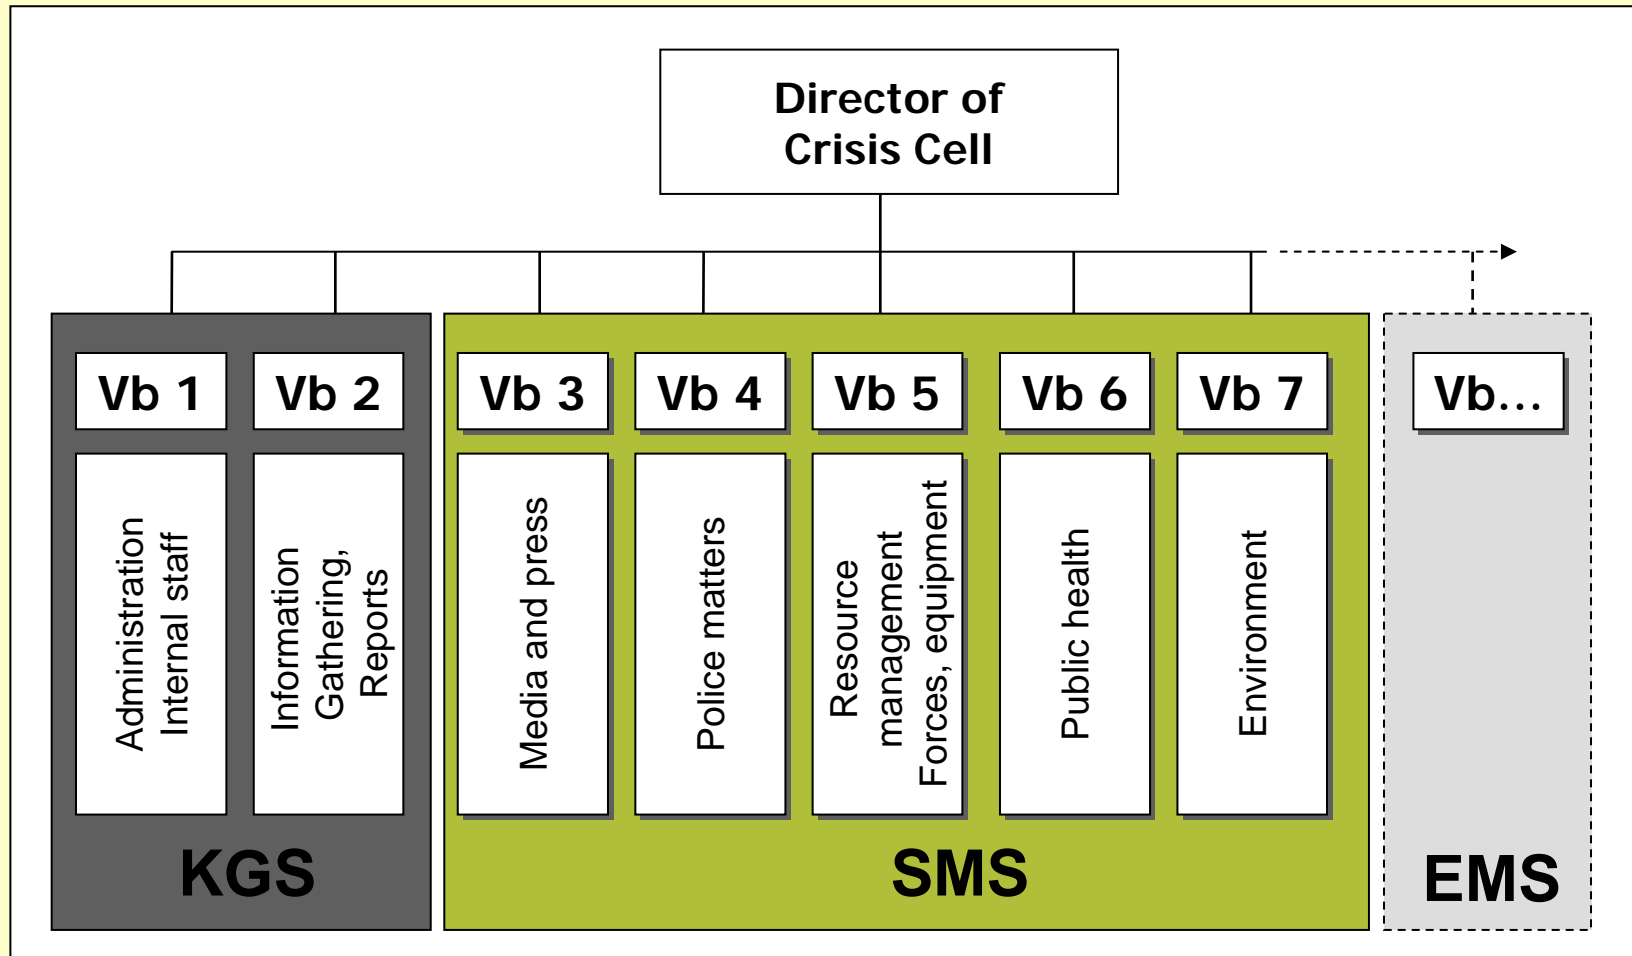 Director of
Crisis Cell
Vb 1
Vb 2
Vb 3
Vb 4
Vb 5
Vb 6
Vb 7
Vb...
Administration
Internal staff
Information
Gathering,
Reports
Media and press
Police matters
Resource
management
Forces, equipment
Public health
Environment
KGS
SMS
EMS